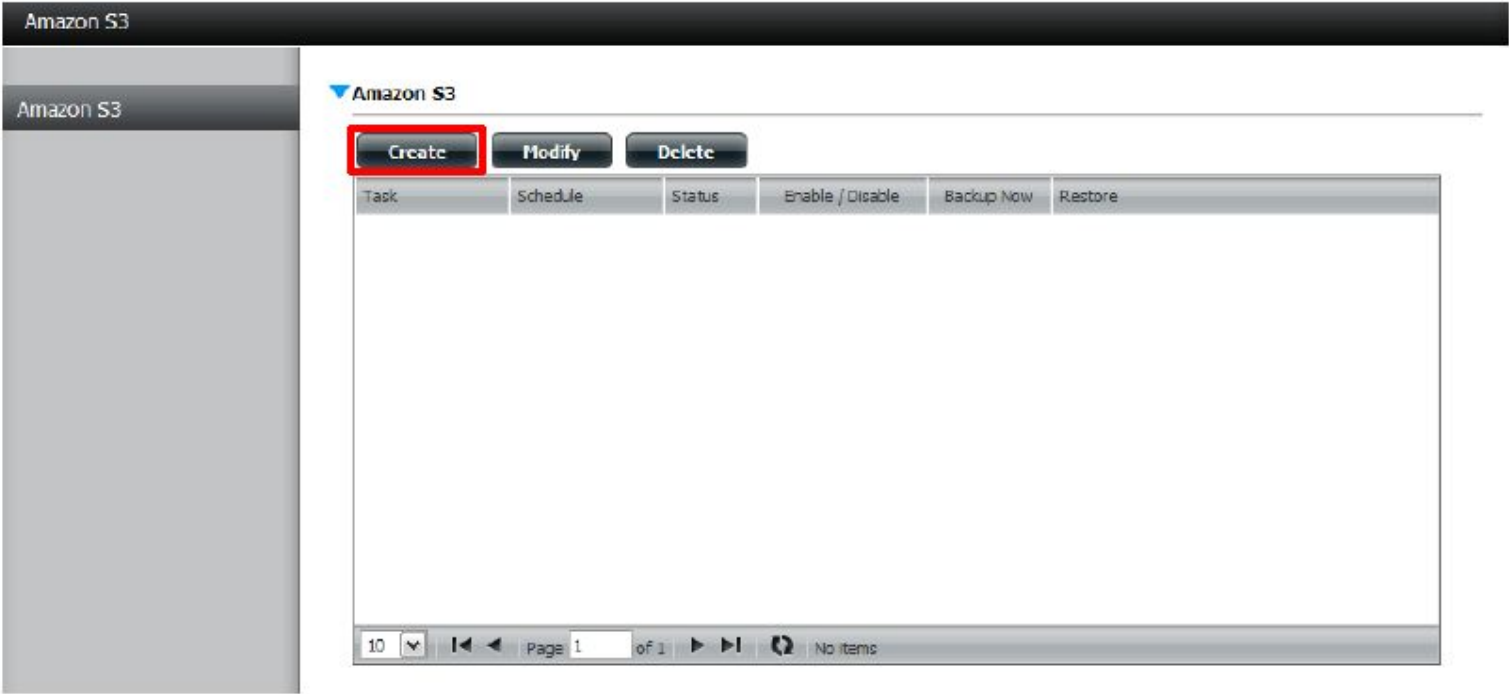 Amazon S3
Amazon S3
Amazon S3
Create Modify Delete
Task Schedule Status Enable / Disable Backup Now Restore
10 Page 1 of 1 No items